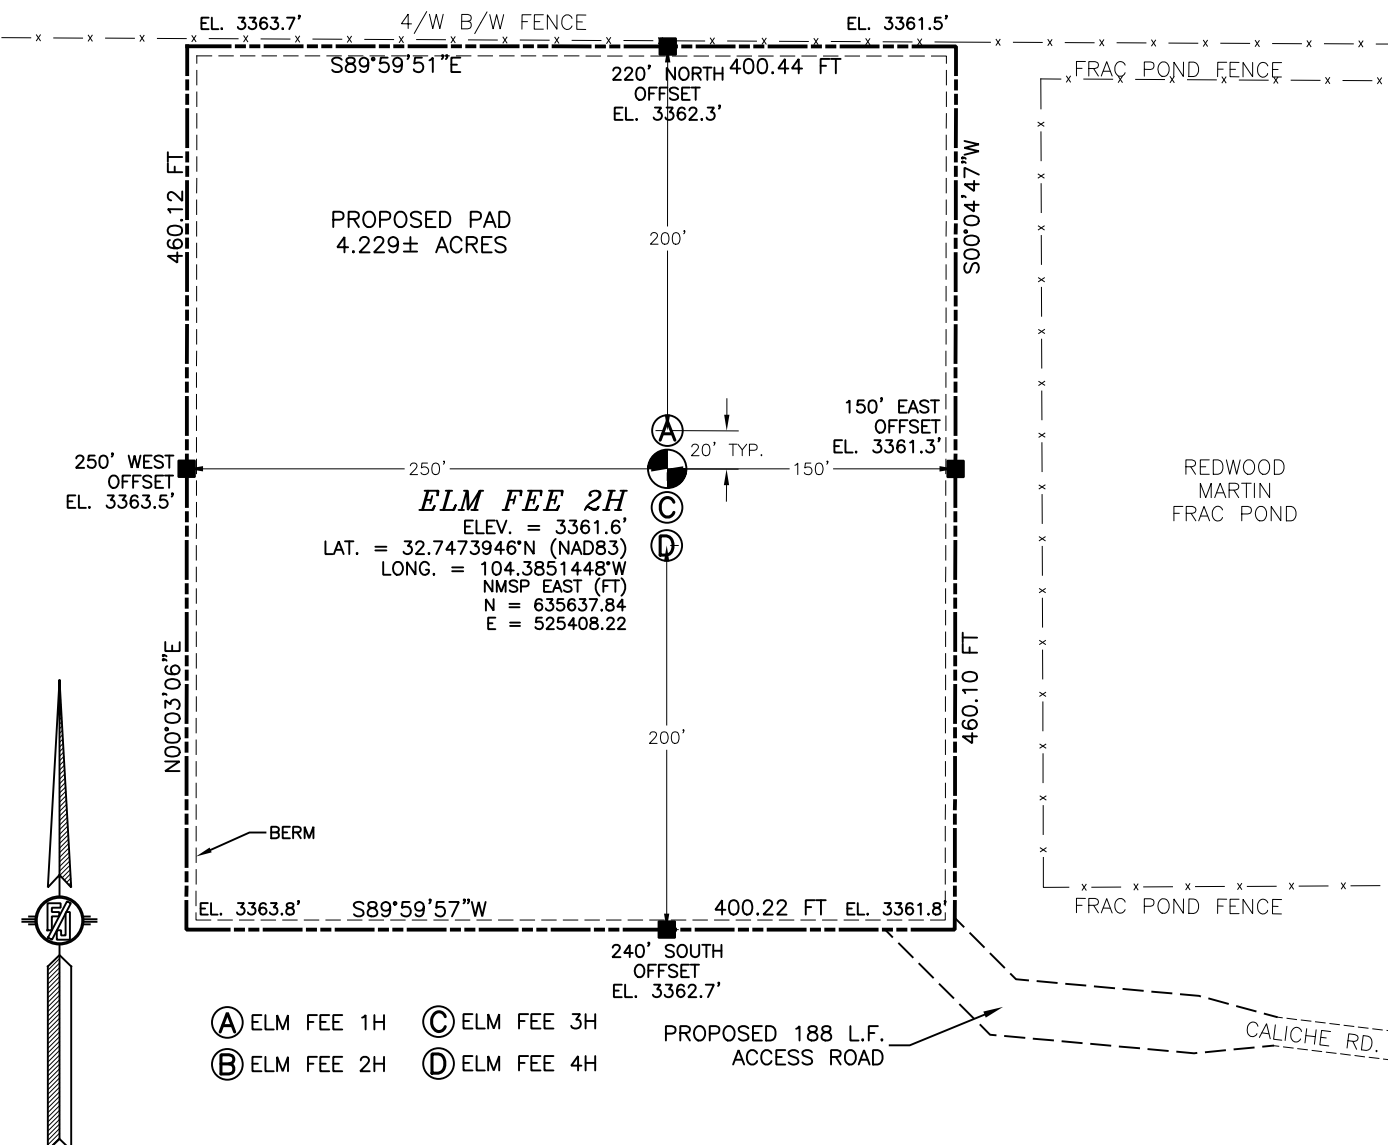 EL. 3363.7'
4/W B/W FENCE
EL. 3361.5'
S89°59'51"E
400.44 FT
220' NORTH
OFFSET
EL. 3362.3'
FRAC POND FENCE
460.12 FT
S00°04'47"W
PROPOSED PAD
4.229± ACRES
200'
A
20' TYP.
150' EAST
OFFSET
EL. 3361.3'
250' WEST
OFFSET
EL. 3363.5'
250'
150'
REDWOOD
MARTIN
FRAC POND
ELM FEE 2H
ELEV. = 3361.6'
LAT. = 32.7473946°N (NAD83)
LONG. = 104.3851448°W
NMSP EAST (FT)
N = 635637.84
E = 525408.22
C
D
N00°03'06"E
460.10 FT
200'
BERM
EL. 3363.8'
S89°59'57"W
400.22 FT
EL. 3361.8'
FRAC POND FENCE
240' SOUTH
OFFSET
EL. 3362.7'
A ELM FEE 1H
C ELM FEE 3H
B ELM FEE 2H
D ELM FEE 4H
PROPOSED 188 L.F.
ACCESS ROAD
CALICHE RD.